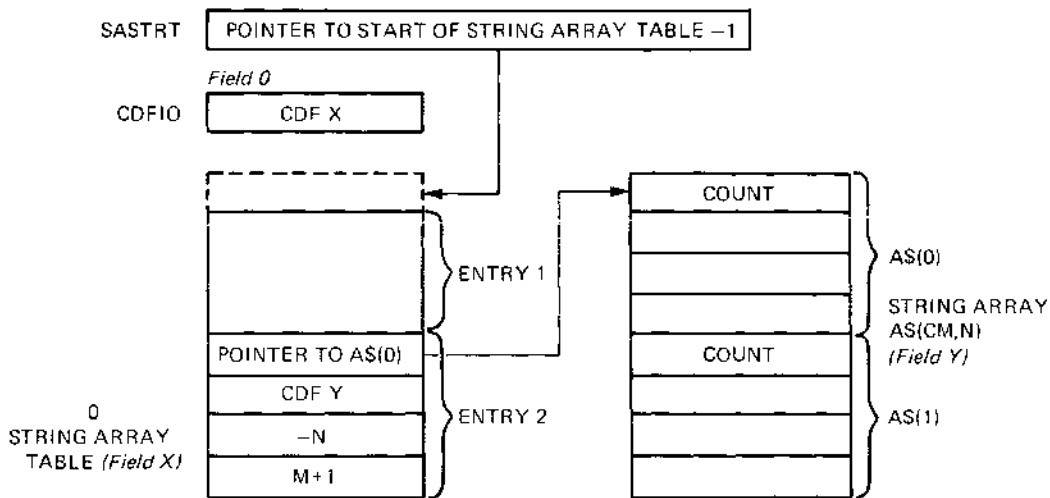 SASTRT POINTER TO START OF STRING ARRAY TABLE −1
Field 0
CDFIO CDF X
COUNT
ENTRY 1
AS(0)
STRING ARRAY
AS(CM,N)
(Field Y)
POINTER TO A$(0)
COUNT
CDF Y
0
STRING ARRAY
TABLE (Field X)
−N
ENTRY 2
AS(1)
M+1